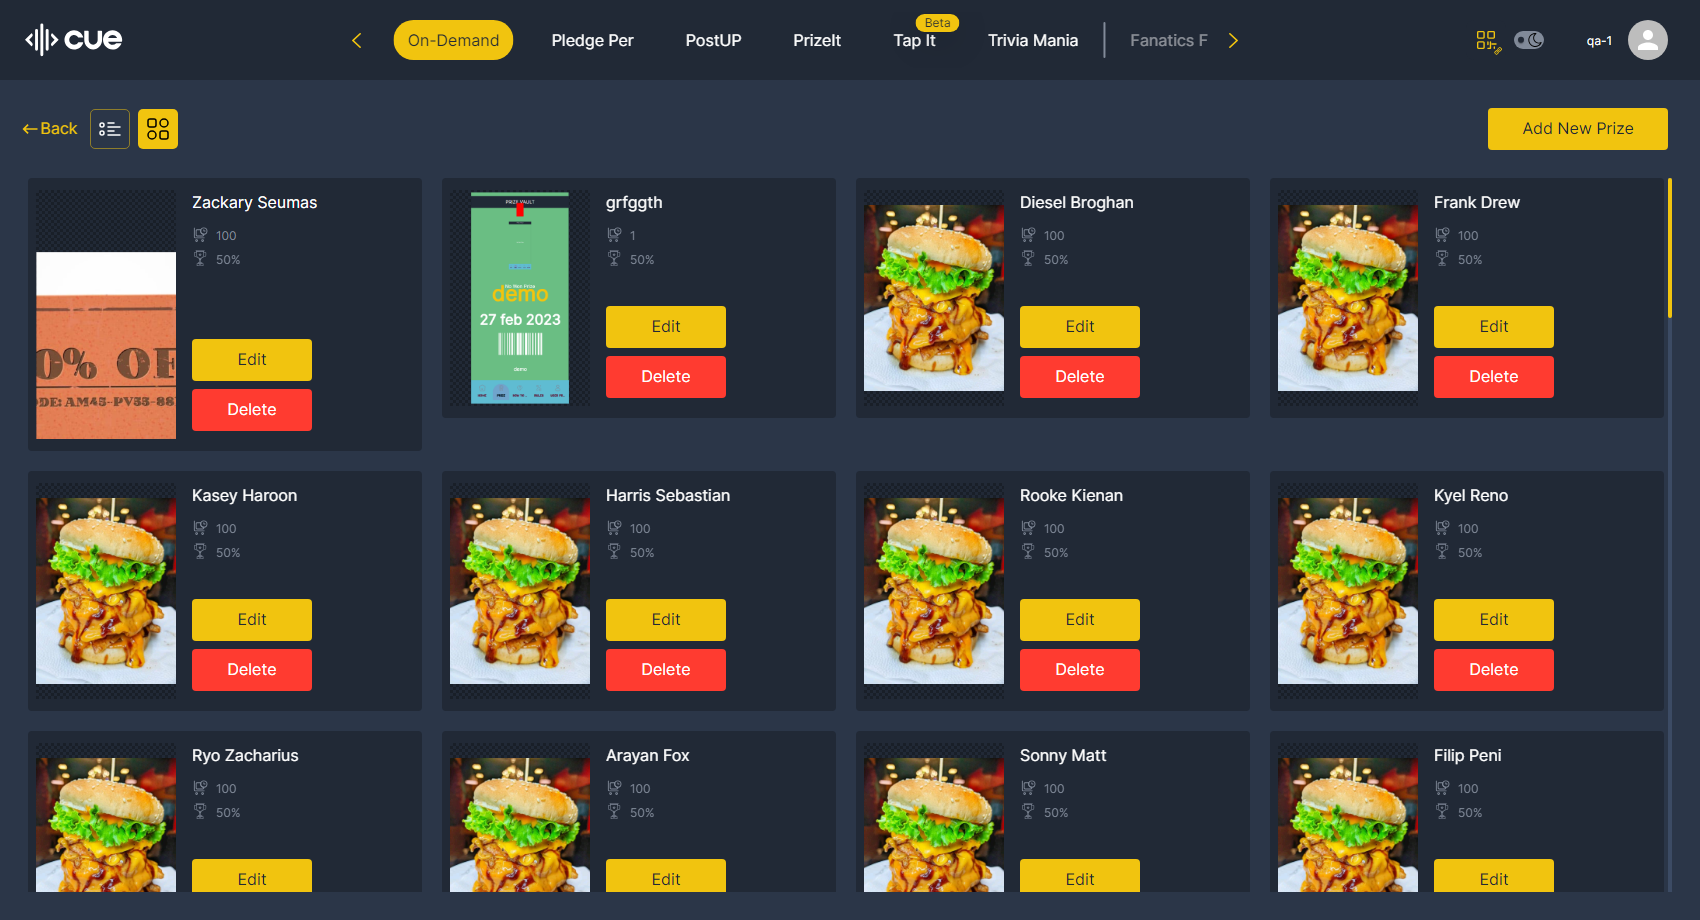 cue
On-Demand
Pledge Per
PostUP
PrizeIt
Tap It
Beta
Trivia Mania
Fanatics F
qa-1
Back
Add New Prize
Zackary Seumas
100
50%
Edit
Delete
0% OF
ODE: AM45-PV35-88
grfggth
1
50%
Edit
Delete
PRIZE VAULT
demo
27 feb 2023
demo
Diesel Broghan
100
50%
Edit
Delete
Frank Drew
100
50%
Edit
Delete
Kasey Haroon
100
50%
Edit
Delete
Harris Sebastian
100
50%
Edit
Delete
Rooke Kienan
100
50%
Edit
Delete
Kyel Reno
100
50%
Edit
Delete
Ryo Zacharius
100
50%
Edit
Arayan Fox
100
50%
Edit
Sonny Matt
100
50%
Edit
Filip Peni
100
50%
Edit